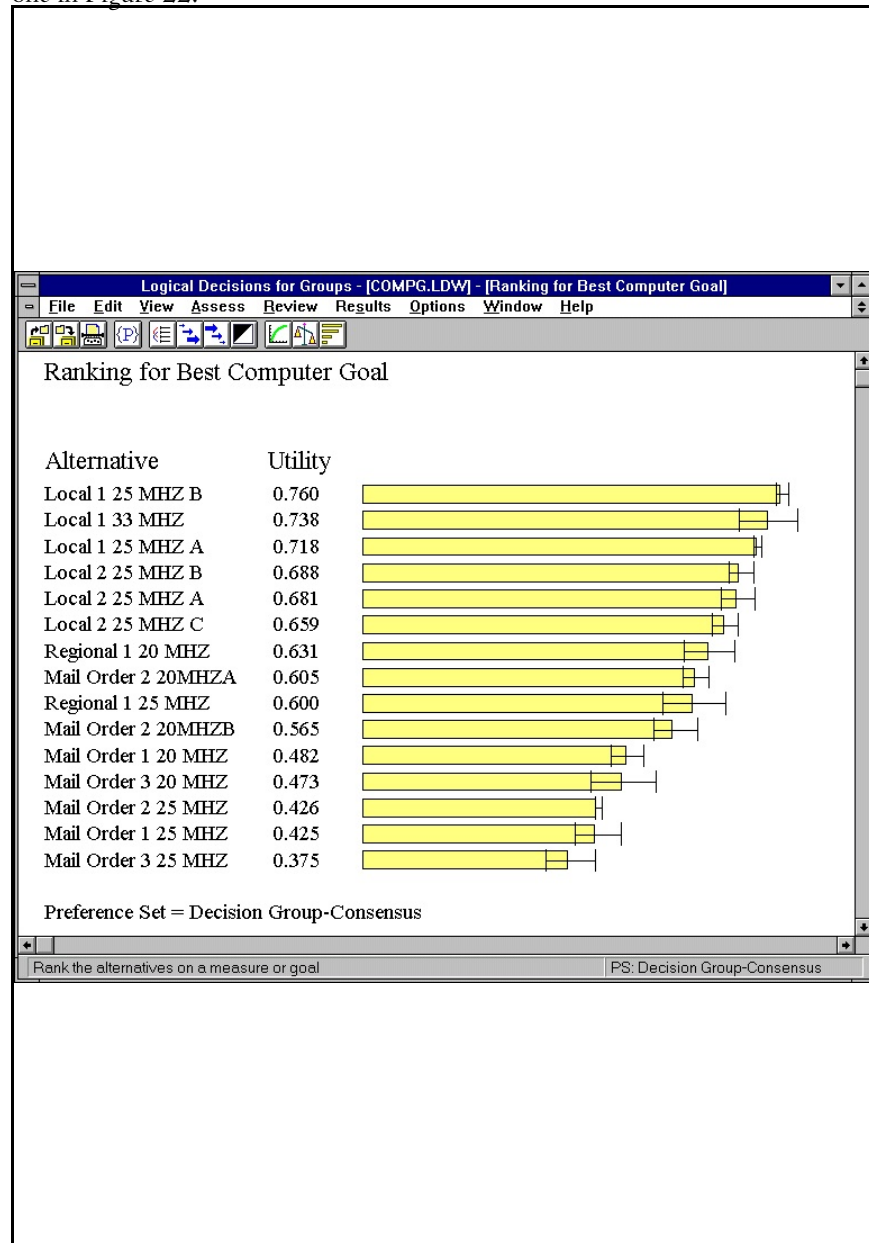 one in Figure 22.
Logical Decisions for Groups - [COMPG.LDW] - [Ranking for Best Computer Goal]
File Edit View Assess Review Results Options Window Help
{P}
Ranking for Best Computer Goal
Alternative Utility
Local 1 25 MHZ B 0.760
Local 1 33 MHZ 0.738
Local 1 25 MHZ A 0.718
Local 2 25 MHZ B 0.688
Local 2 25 MHZ A 0.681
Local 2 25 MHZ C 0.659
Regional 1 20 MHZ 0.631
Mail Order 2 20MHZA 0.605
Regional 1 25 MHZ 0.600
Mail Order 2 20MHZB 0.565
Mail Order 1 20 MHZ 0.482
Mail Order 3 20 MHZ 0.473
Mail Order 2 25 MHZ 0.426
Mail Order 1 25 MHZ 0.425
Mail Order 3 25 MHZ 0.375
Preference Set = Decision Group-Consensus
Rank the alternatives on a measure or goal PS: Decision Group-Consensus